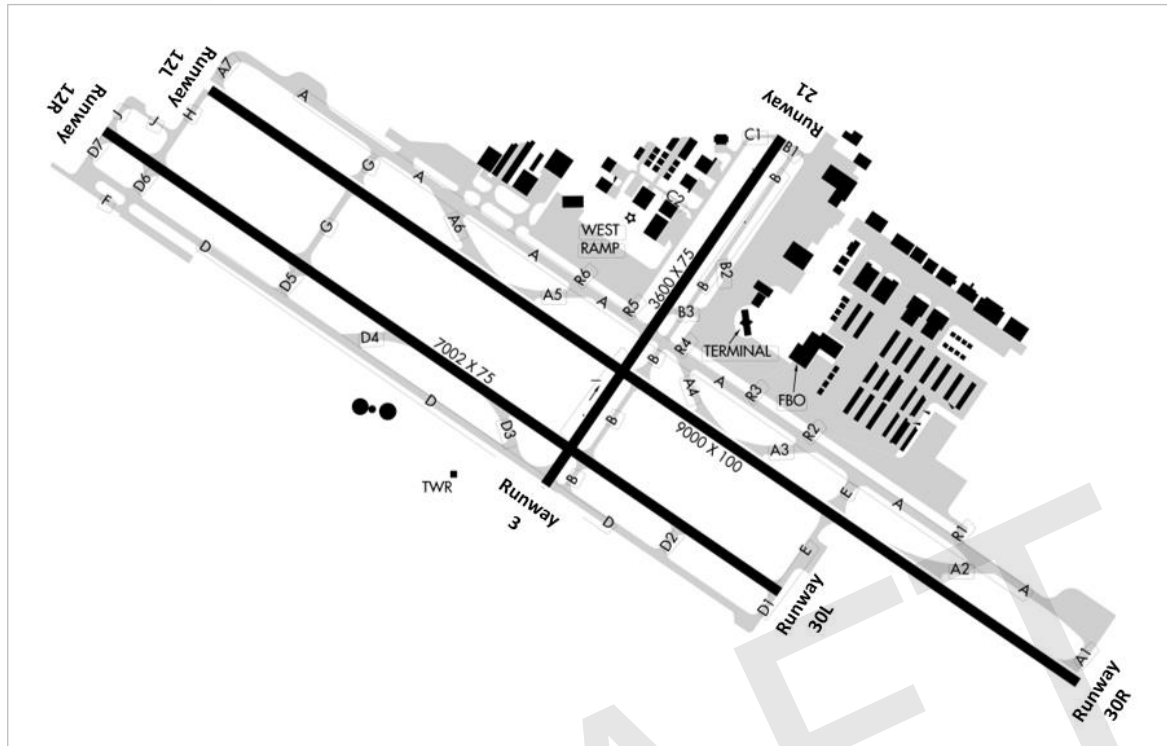 Runway
12L
A7
Runway
12R
J
J
H
D7
D6
F
A
G
A
A6
G
D
D5
A
A5
R6
A
R5
D4
7002 X 75
D
D3
TWR
Runway
3
WEST
RAMP
C1
C2
Runway
21
B1
B
B2
B
3600 X 75
B3
TERMINAL
FBO
R4
B
A
A4
R3
R2
B
9000 X 100
A3
B
D
D2
E
E
A
R1
A2
A
D1
Runway
30L
A1
Runway
30R